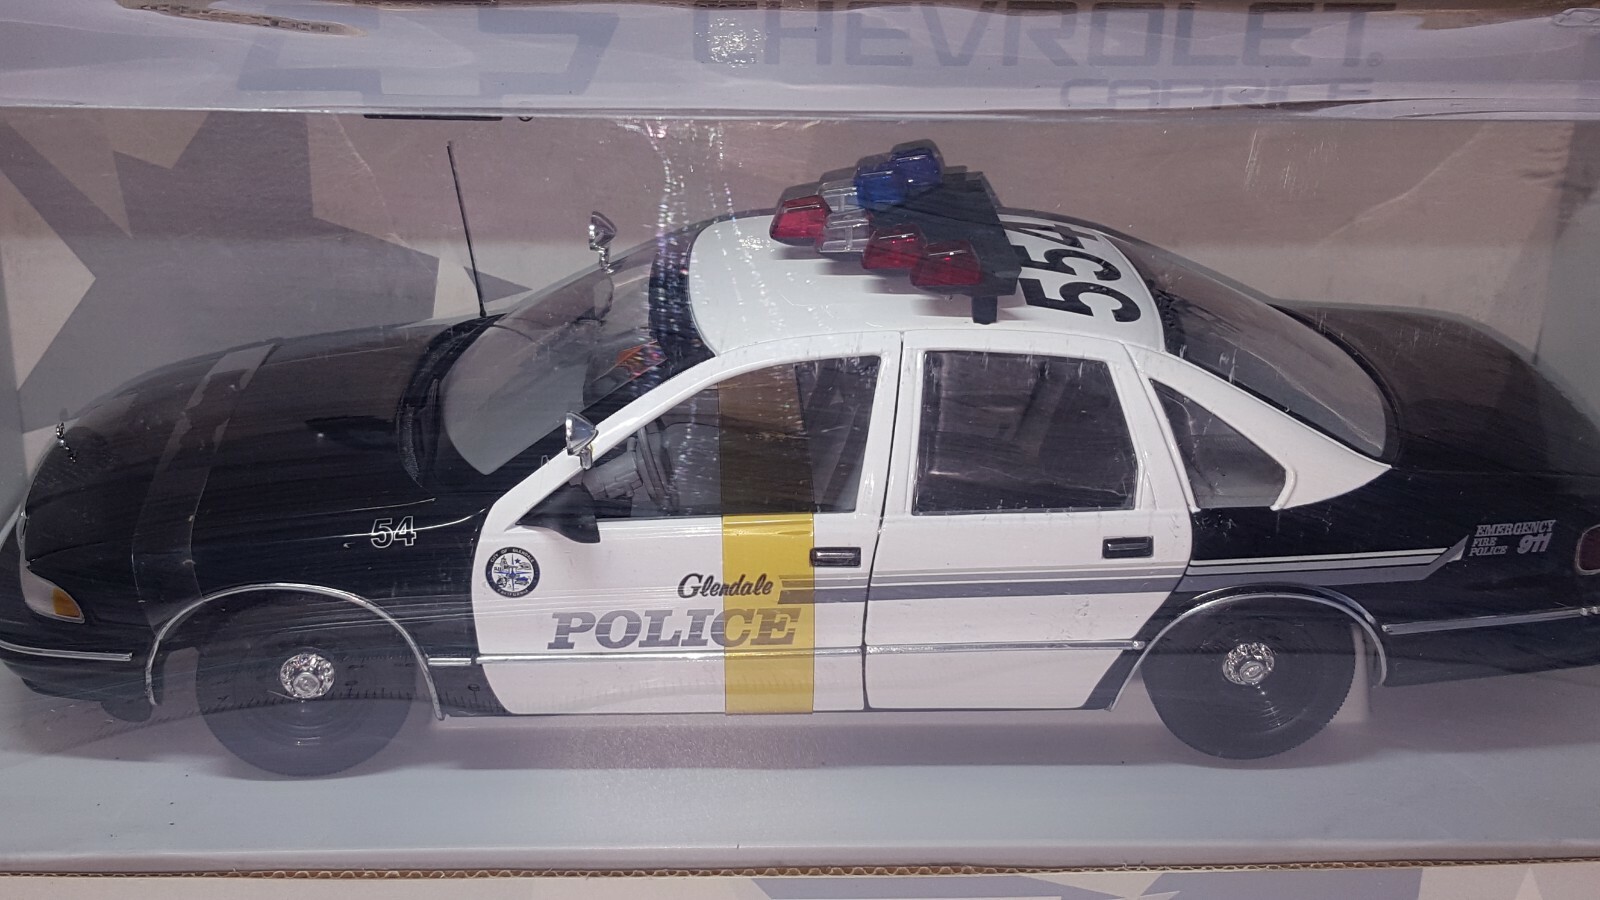 CHEVROLET
CAPRICE
554
54
Glendale
POLICE
EMERGENCY
FIRE
POLICE 911